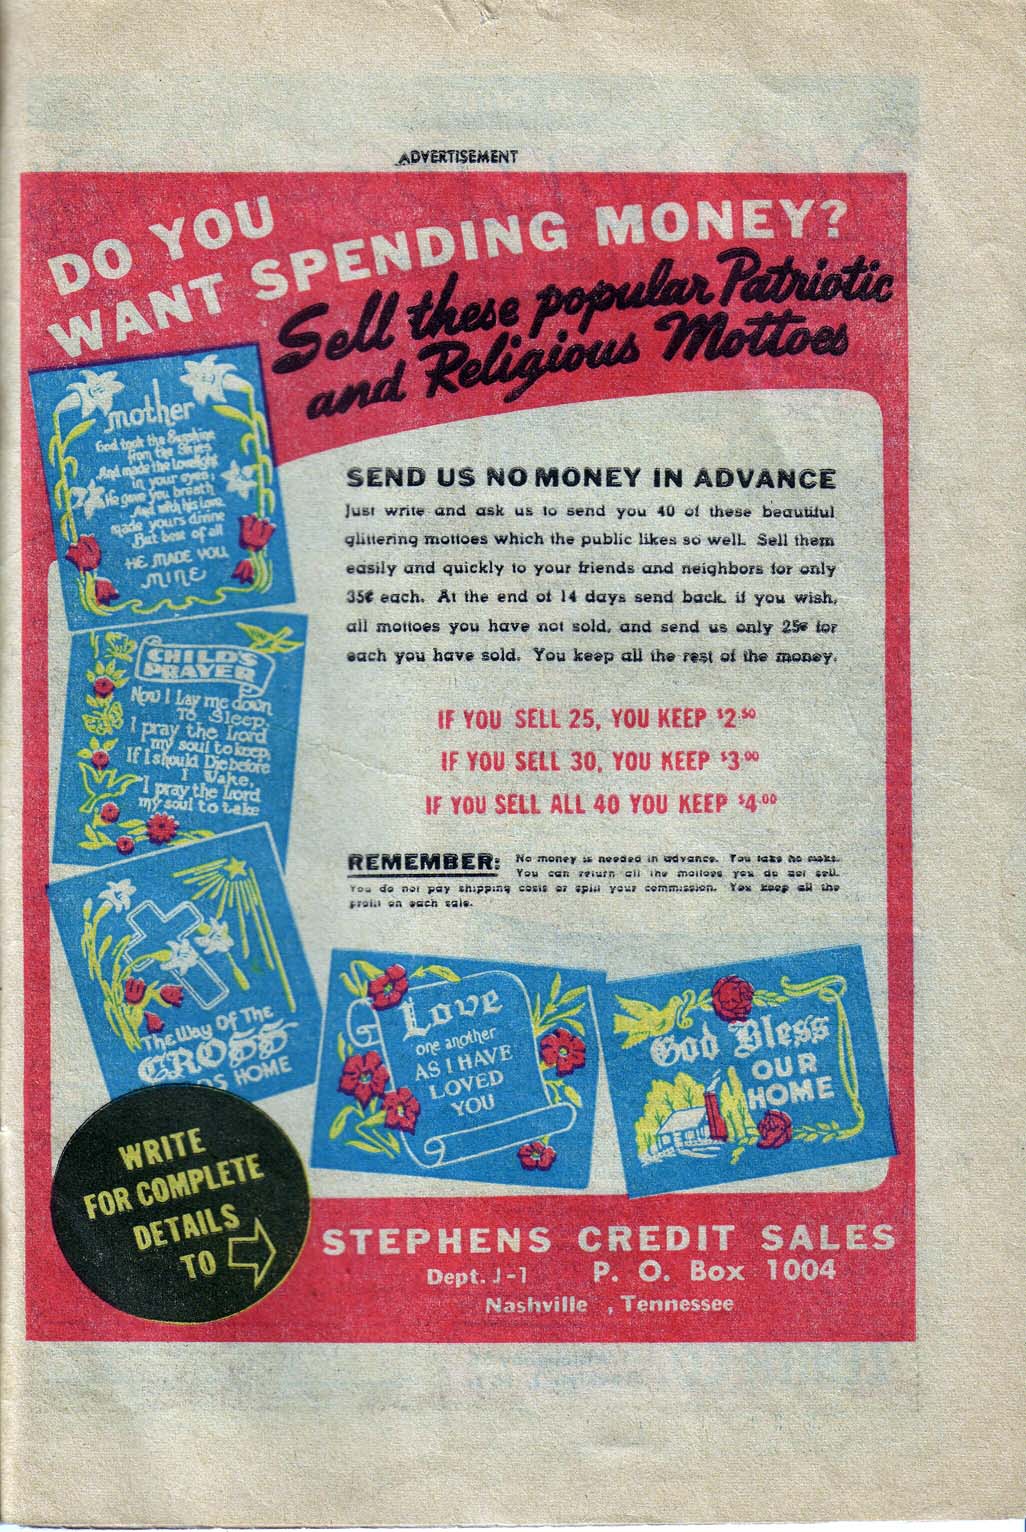 ADVERTISEMENT
DO YOU
WANT SPENDING MONEY?
Sell these popular Patriotic
and Religious Mottoes
mother
God took the Sunshine
from the Skies
And made the lovelight
in your eyes;
He gave you breath
And with his Love
made yours divine
But best of all
HE MADE YOU
MINE
CHILD'S
PRAYER
Now I Lay me down
To Sleep,
I pray the Lord
my soul to keep,
If I should Die before
I Wake,
I pray the Lord
my soul to take
The Way Of The
CROSS
DS HOME
SEND US NO MONEY IN ADVANCE
Just write and ask us to send you 40 of these beautiful
glittering mottoes which the public likes so well. Sell them
easily and quickly to your friends and neighbors for only
35¢ each. At the end of 14 days send back, if you wish,
all mottoes you have not sold, and send us only 25¢ for
each you have sold. You keep all the rest of the money.
IF YOU SELL 25, YOU KEEP $2.50
IF YOU SELL 30, YOU KEEP $3.00
IF YOU SELL ALL 40 YOU KEEP $4.00
REMEMBER: No money is needed in advance. You take no risks.
You can return all the mottoes you do not sell.
You do not pay shipping costs or split your commission. You keep all the
profit on each sale.
Love
one another
AS I HAVE
LOVED
YOU
God Bless
OUR
HOME
WRITE
FOR COMPLETE
DETAILS
TO
STEPHENS CREDIT SALES
Dept. J-1 P. O. Box 1004
Nashville , Tennessee